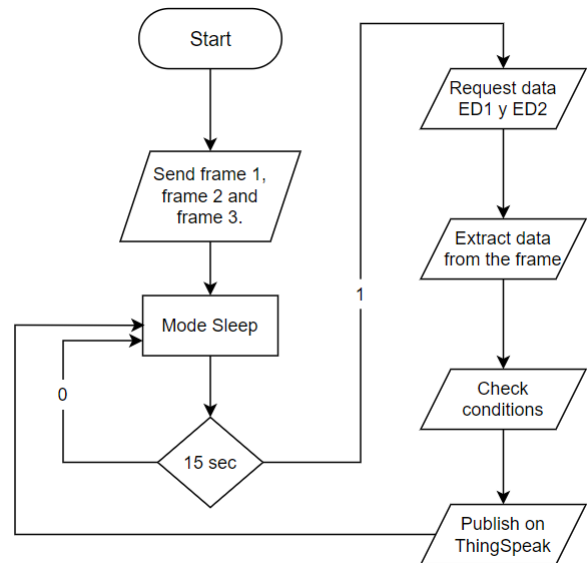 Start
Send frame 1,
frame 2 and
frame 3.
Mode Sleep
0
15 sec
1
Request data
ED1 y ED2
Extract data
from the frame
Check
conditions
Publish on
ThingSpeak